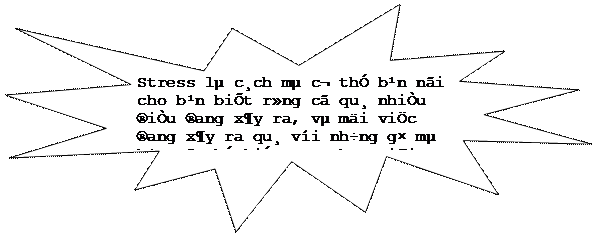 Stress lµ c¸ch mµ c¬ thÓ b¹n nãi
cho b¹n biÕt r»ng cã qu¸ nhiÒu
®iÒu ®ang x¶y ra, vµ mäi viÖc
®ang x¶y ra qu¸ víi nh÷ng g× mµ